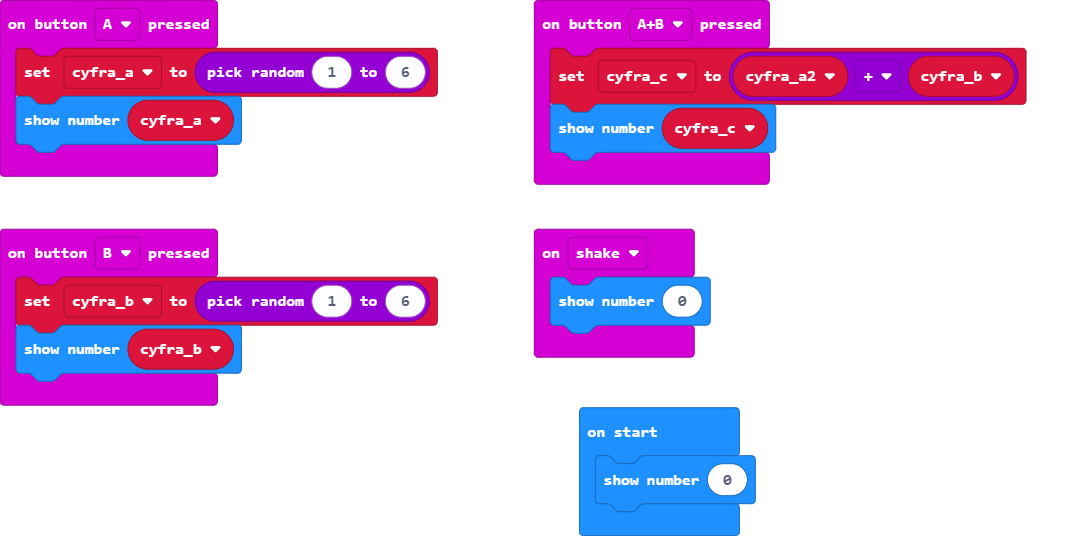 on button A pressed
set cyfra_a to pick random 1 to 6
show number cyfra_a
on button A+B pressed
set cyfra_c to cyfra_a2 + cyfra_b
show number cyfra_c
on button B pressed
set cyfra_b to pick random 1 to 6
show number cyfra_b
on shake
show number 0
on start
show number 0